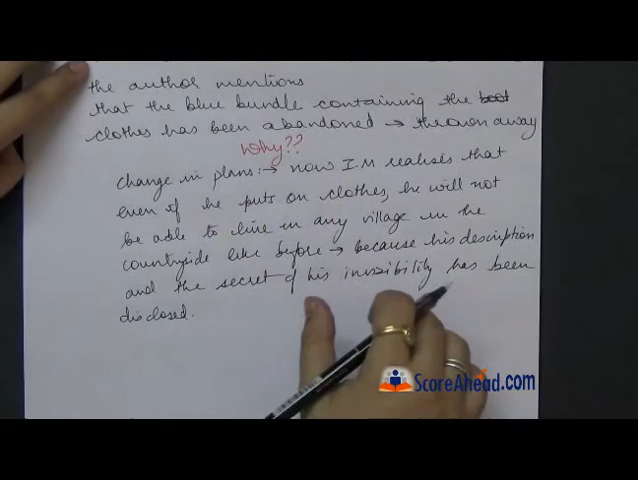 the author mentions
that the blue bundle containing the
clothes has been abandoned → thrown away
Why??
Change in plans :→ now I.M realises that
even if he puts on clothes, he will not
be able to live in any village in the
countryside like before → because his description
and the secret of his invisibility has been
disclosed.
ScoreAhead.com